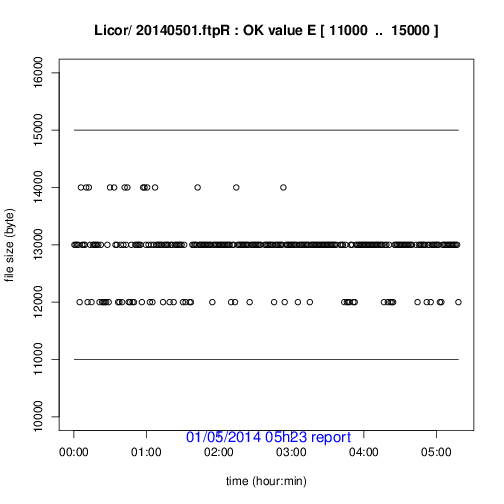 Licor/ 20140501.ftpR : OK value E [ 11000 .. 15000 ]
file size (byte)
16000
15000
14000
13000
12000
11000
10000
01/05/2014 05h23 report
00:00 01:00 02:00 03:00 04:00 05:00
time (hour:min)